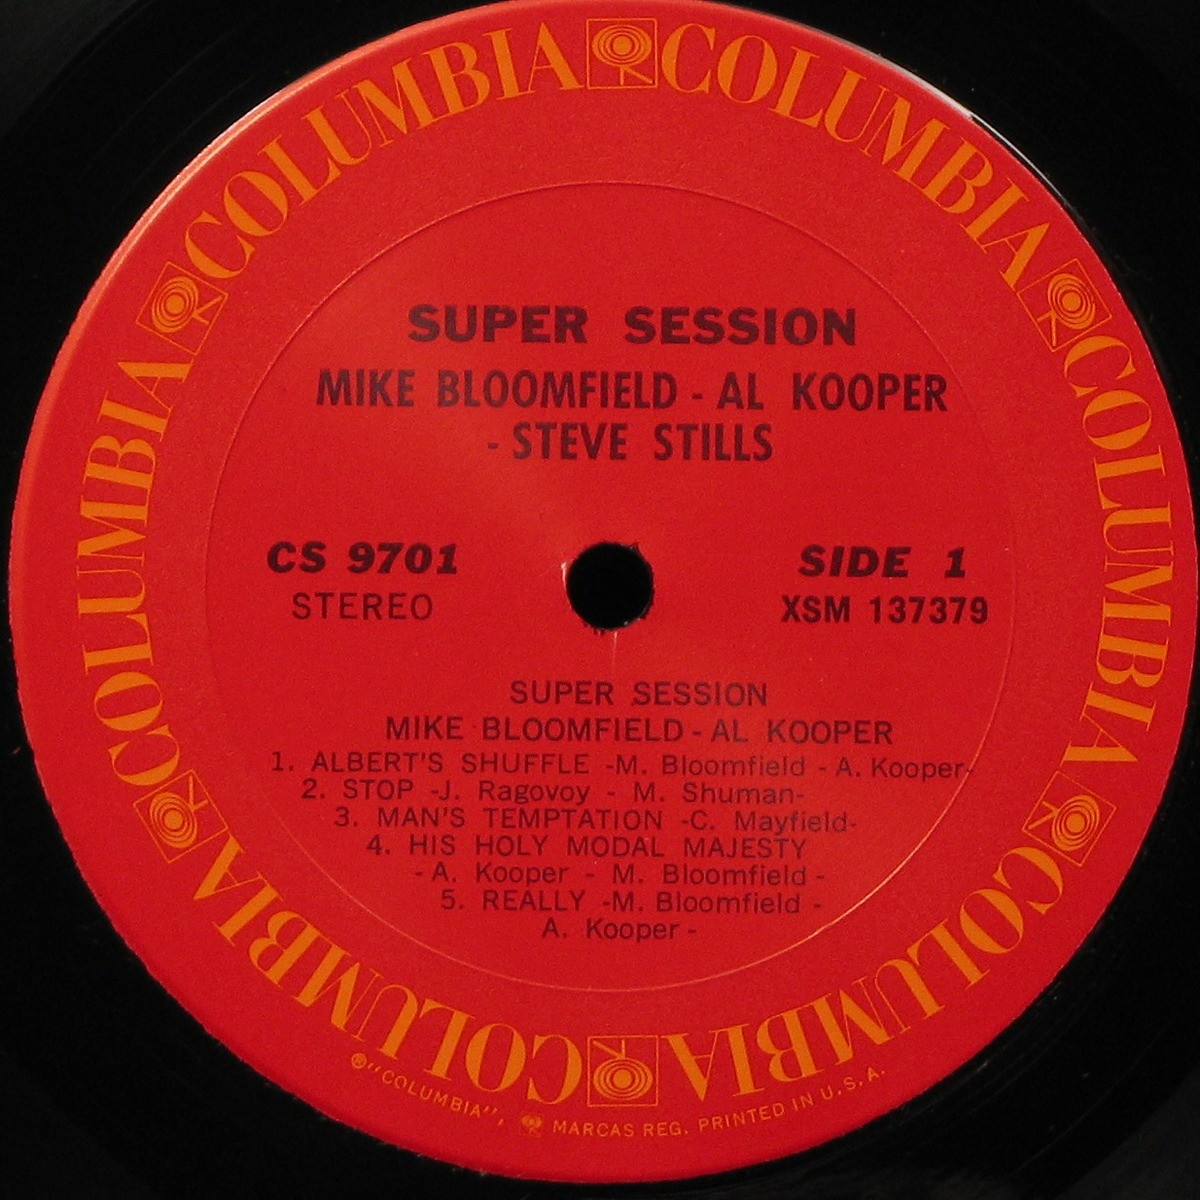 COLUMBIA COLUMBIA COLUMBIA COLUMBIA COLUMBIA COLUMBIA
SUPER SESSION
MIKE BLOOMFIELD - AL KOOPER
- STEVE STILLS
CS 9701
STEREO
SIDE 1
XSM 137379
SUPER SESSION
MIKE BLOOMFIELD - AL KOOPER
1. ALBERT'S SHUFFLE -M. Bloomfield - A. Kooper-
2. STOP -J. Ragovoy - M. Shuman-
3. MAN'S TEMPTATION -C. Mayfield-
4. HIS HOLY MODAL MAJESTY
- A. Kooper - M. Bloomfield -
5. REALLY -M. Bloomfield -
A. Kooper -
®"COLUMBIA", MARCAS REG. PRINTED IN U.S.A.